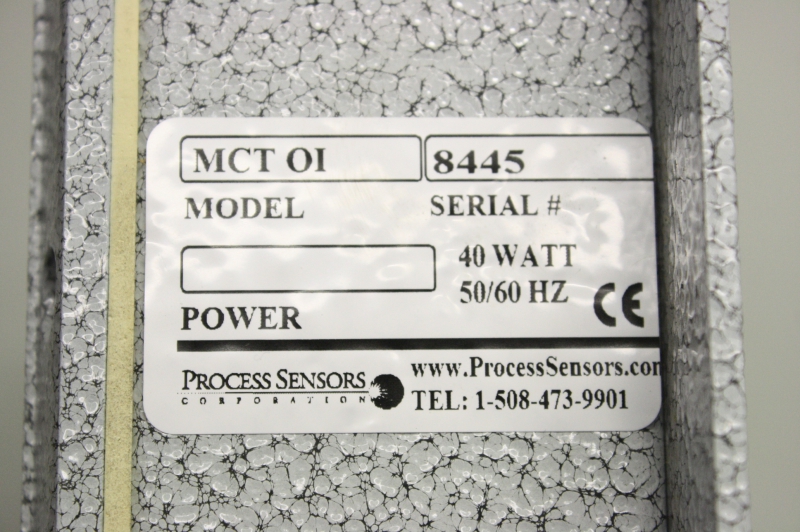 MCT OI 8445
MODEL SERIAL #
40 WATT
50/60 HZ CE
POWER
PROCESS SENSORS
CORPORATION
www.ProcessSensors.com
TEL: 1-508-473-9901